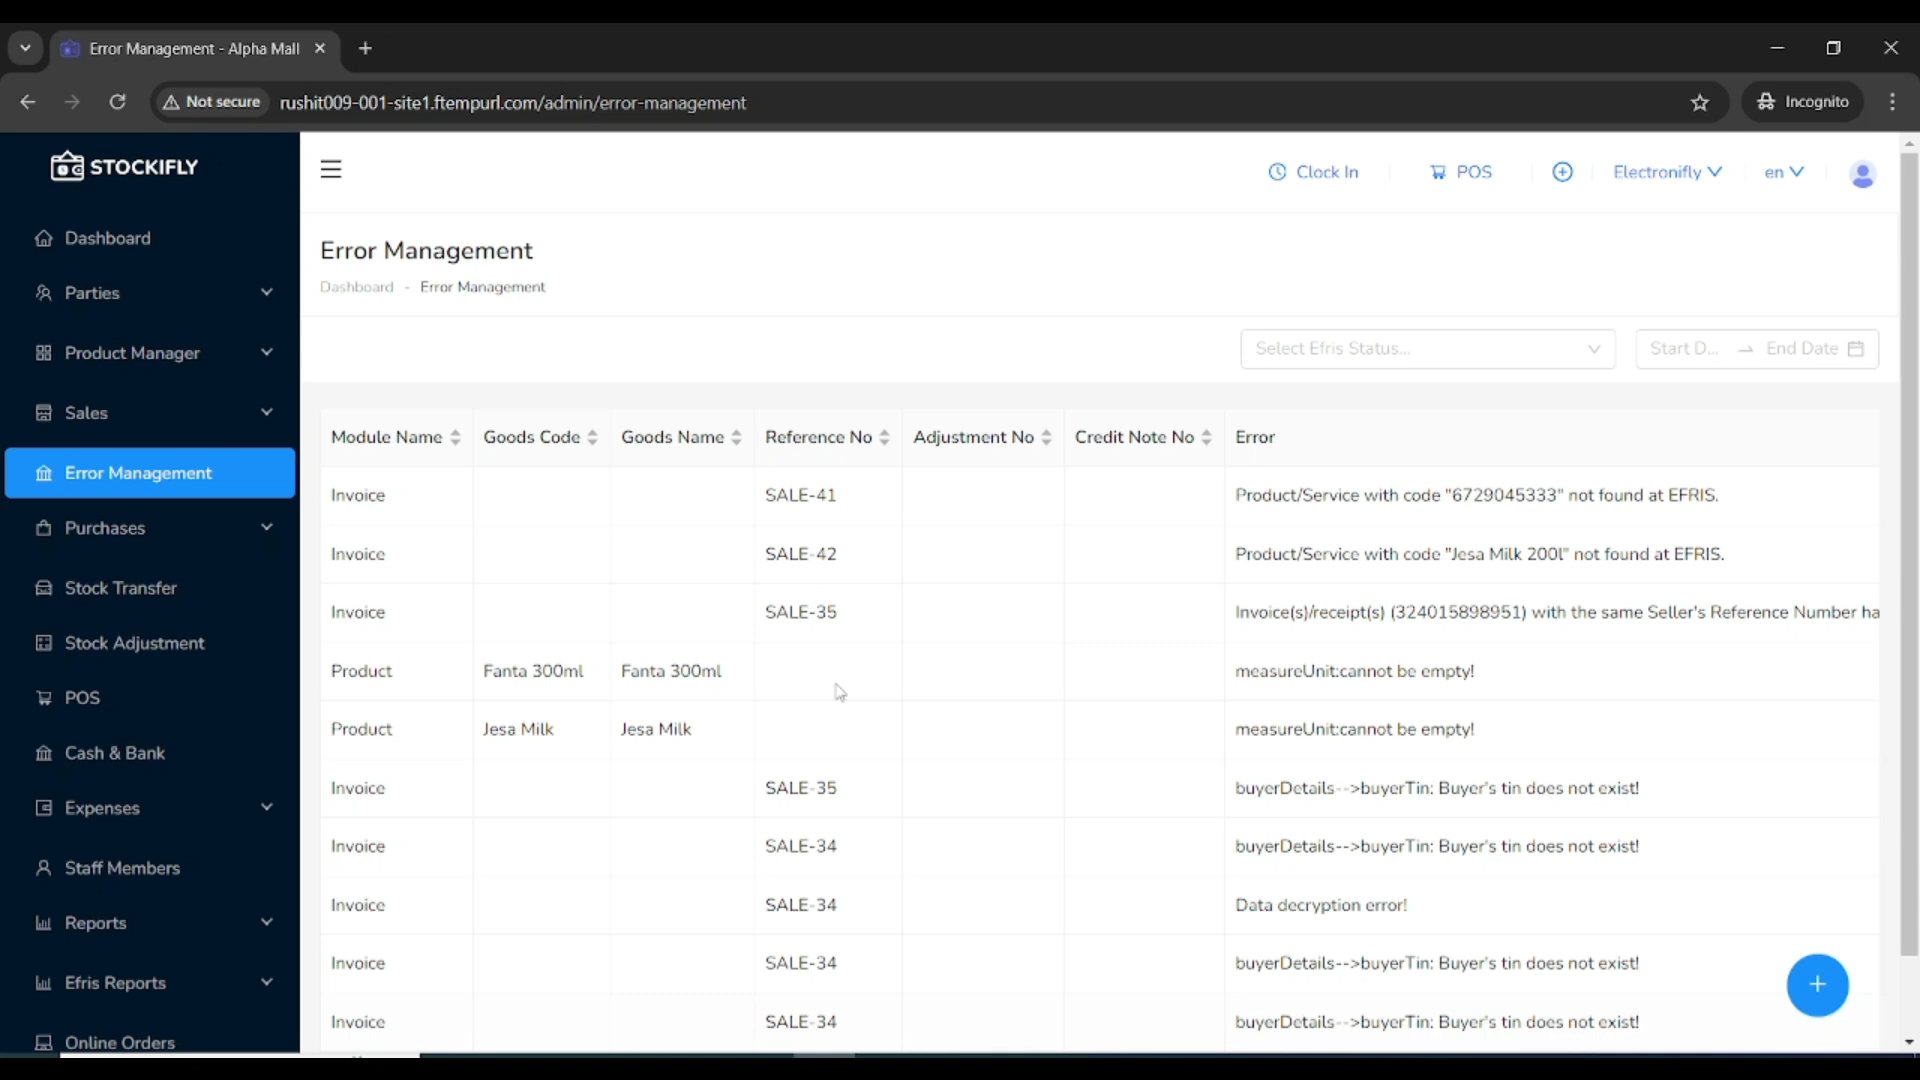 Error Management - Alpha Mall
Not secure
rushit009-001-site1.ftempurl.com/admin/error-management
Incognito
STOCKIFLY
Clock In
POS
Electronifly
en
Dashboard
Parties
Product Manager
Sales
Error Management
Purchases
Stock Transfer
Stock Adjustment
POS
Cash & Bank
Expenses
Staff Members
Reports
Efris Reports
Online Orders
Error Management
Dashboard - Error Management
Select Efris Status...
Start D... → End Date
Module Name Goods Code Goods Name Reference No Adjustment No Credit Note No Error
Invoice SALE-41 Product/Service with code "6729045333" not found at EFRIS.
Invoice SALE-42 Product/Service with code "Jesa Milk 200l" not found at EFRIS.
Invoice SALE-35 Invoice(s)/receipt(s) (324015898951) with the same Seller's Reference Number ha
Product Fanta 300ml Fanta 300ml measureUnit:cannot be empty!
Product Jesa Milk Jesa Milk measureUnit:cannot be empty!
Invoice SALE-35 buyerDetails-->buyerTin: Buyer's tin does not exist!
Invoice SALE-34 buyerDetails-->buyerTin: Buyer's tin does not exist!
Invoice SALE-34 Data decryption error!
Invoice SALE-34 buyerDetails-->buyerTin: Buyer's tin does not exist!
Invoice SALE-34 buyerDetails-->buyerTin: Buyer's tin does not exist!